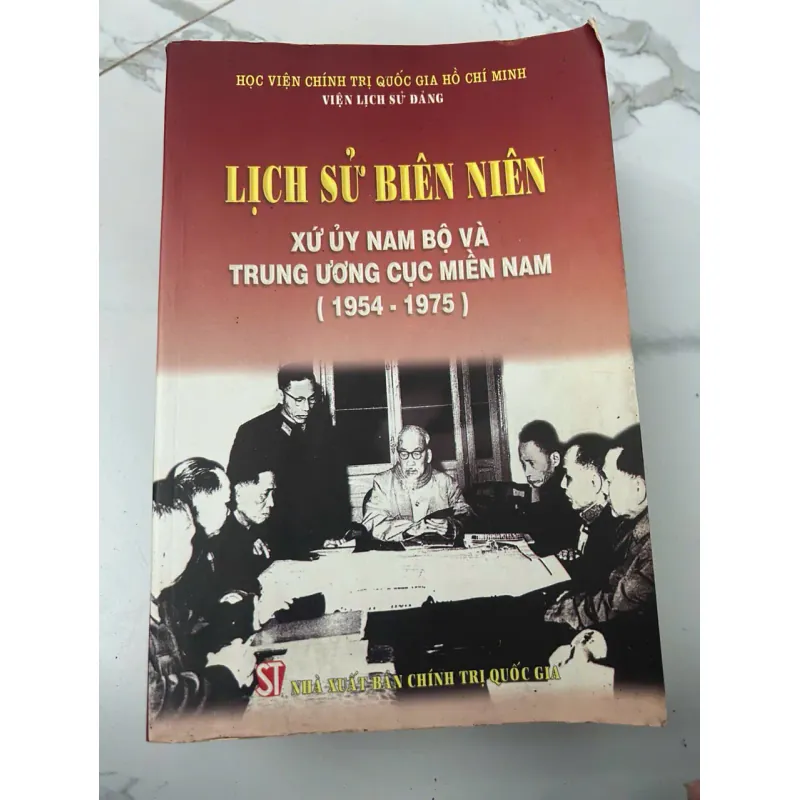 HỌC VIỆN CHÍNH TRỊ QUỐC GIA HỒ CHÍ MINH
VIỆN LỊCH SỬ ĐẢNG
LỊCH SỬ BIÊN NIÊN
XỨ ỦY NAM BỘ VÀ
TRUNG ƯƠNG CỤC MIỀN NAM
( 1954 - 1975 )
ST NHÀ XUẤT BẢN CHÍNH TRỊ QUỐC GIA